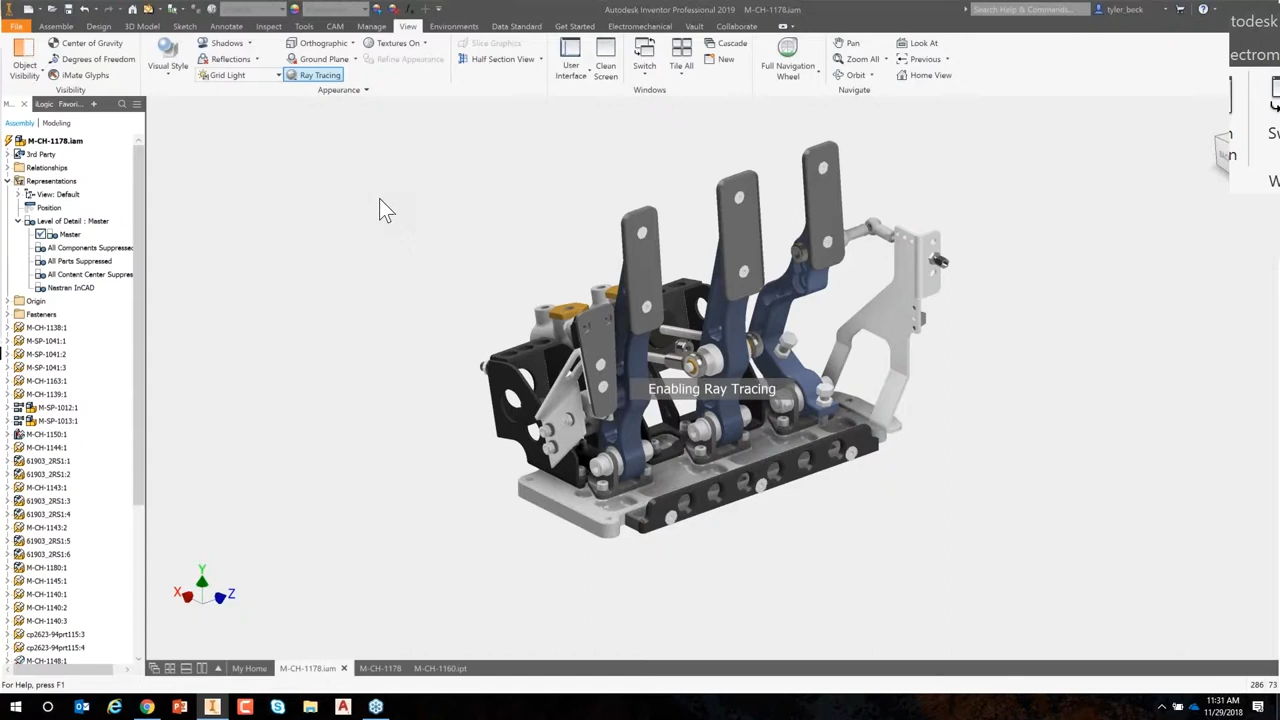 Autodesk Inventor Professional 2019 M-CH-1178.iam
Search Help & Commands...
tyler_beck
todesk
File Assemble Design 3D Model Sketch Annotate Inspect Tools CAM Manage View Environments Data Standard Get Started Electromechanical Vault Collaborate
Object Visibility
Center of Gravity
Degrees of Freedom
iMate Glyphs
Visibility
Visual Style
Shadows
Reflections
Grid Light
Orthographic
Ground Plane
Ray Tracing
Textures On
Refine Appearance
Appearance
Slice Graphics
Half Section View
User Interface
Clean Screen
Switch
Tile All
Cascade
New
Windows
Full Navigation Wheel
Pan
Zoom All
Orbit
Look At
Previous
Home View
Navigate
ectrom
n
W
M... iLogic Favori...
Assembly Modeling
M-CH-1178.iam
3rd Party
Relationships
Representations
View: Default
Position
Level of Detail : Master
Master
All Components Suppressed
All Parts Suppressed
All Content Center Suppres
Nastran InCAD
Origin
Fasteners
M-CH-1138:1
M-SP-1041:1
M-SP-1041:2
M-SP-1041:3
M-CH-1163:1
M-CH-1139:1
M-SP-1012:1
M-SP-1013:1
M-CH-1150:1
M-CH-1144:1
61903_2RS1:1
61903_2RS1:2
M-CH-1143:1
61903_2RS1:3
61903_2RS1:4
M-CH-1143:2
61903_2RS1:5
61903_2RS1:6
M-CH-1180:1
M-CH-1145:1
M-CH-1140:1
M-CH-1140:2
M-CH-1140:3
cp2623-94prt115:3
cp2623-94prt115:4
M-CH-1148:1
Enabling Ray Tracing
Y
X
Z
My Home M-CH-1178.iam M-CH-1178 M-CH-1160.ipt
For Help, press F1
286 73
11:31 AM
11/29/2018